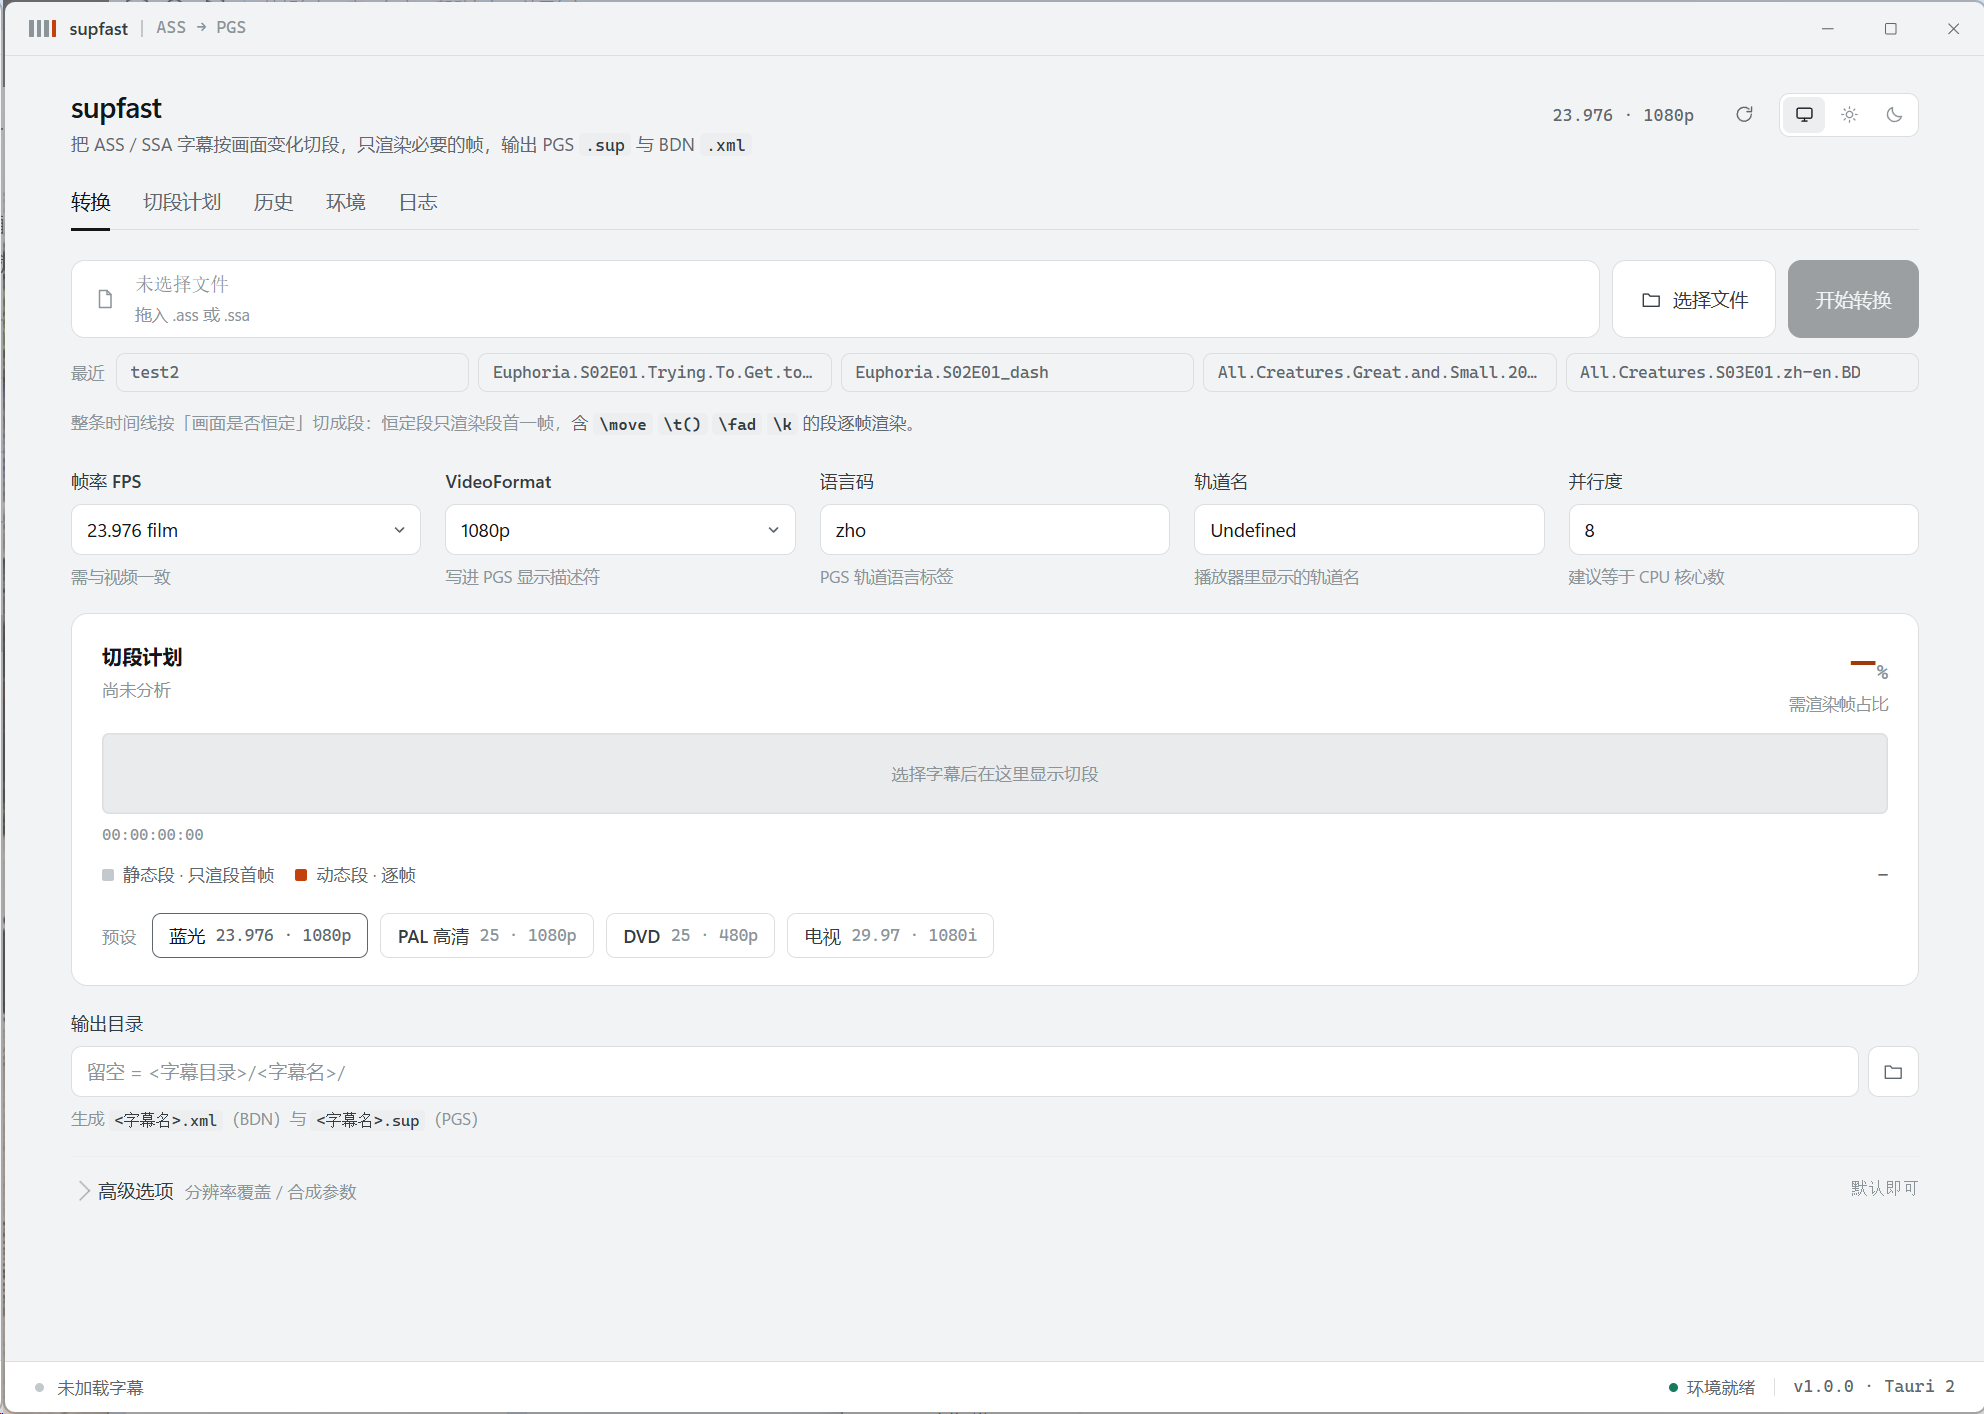 supfast | ASS → PGS
supfast
23.976 · 1080p
把 ASS / SSA 字幕按画面变化切段，只渲染必要的帧，输出 PGS .sup 与 BDN .xml
转换 切段计划 历史 环境 日志
未选择文件
拖入 .ass 或 .ssa
选择文件
开始转换
最近 test2 Euphoria.S02E01.Trying.To.Get.to… Euphoria.S02E01_dash All.Creatures.Great.and.Small.20… All.Creatures.S03E01.zh-en.BD
整条时间线按「画面是否恒定」切成段：恒定段只渲染段首一帧，含 \move \t() \fad \k 的段逐帧渲染。
帧率 FPS VideoFormat 语言码 轨道名 并行度
23.976 film 1080p zho Undefined 8
需与视频一致 写进 PGS 显示描述符 PGS 轨道语言标签 播放器里显示的轨道名 建议等于 CPU 核心数
切段计划
—%
尚未分析
需渲染帧占比
选择字幕后在这里显示切段
00:00:00:00
静态段 · 只渲段首帧 动态段 · 逐帧 —
预设 蓝光 23.976 · 1080p PAL 高清 25 · 1080p DVD 25 · 480p 电视 29.97 · 1080i
输出目录
留空 = <字幕目录>/<字幕名>/
生成 <字幕名>.xml （BDN）与 <字幕名>.sup （PGS）
高级选项 分辨率覆盖 / 合成参数 默认即可
未加载字幕 环境就绪 v1.0.0 · Tauri 2